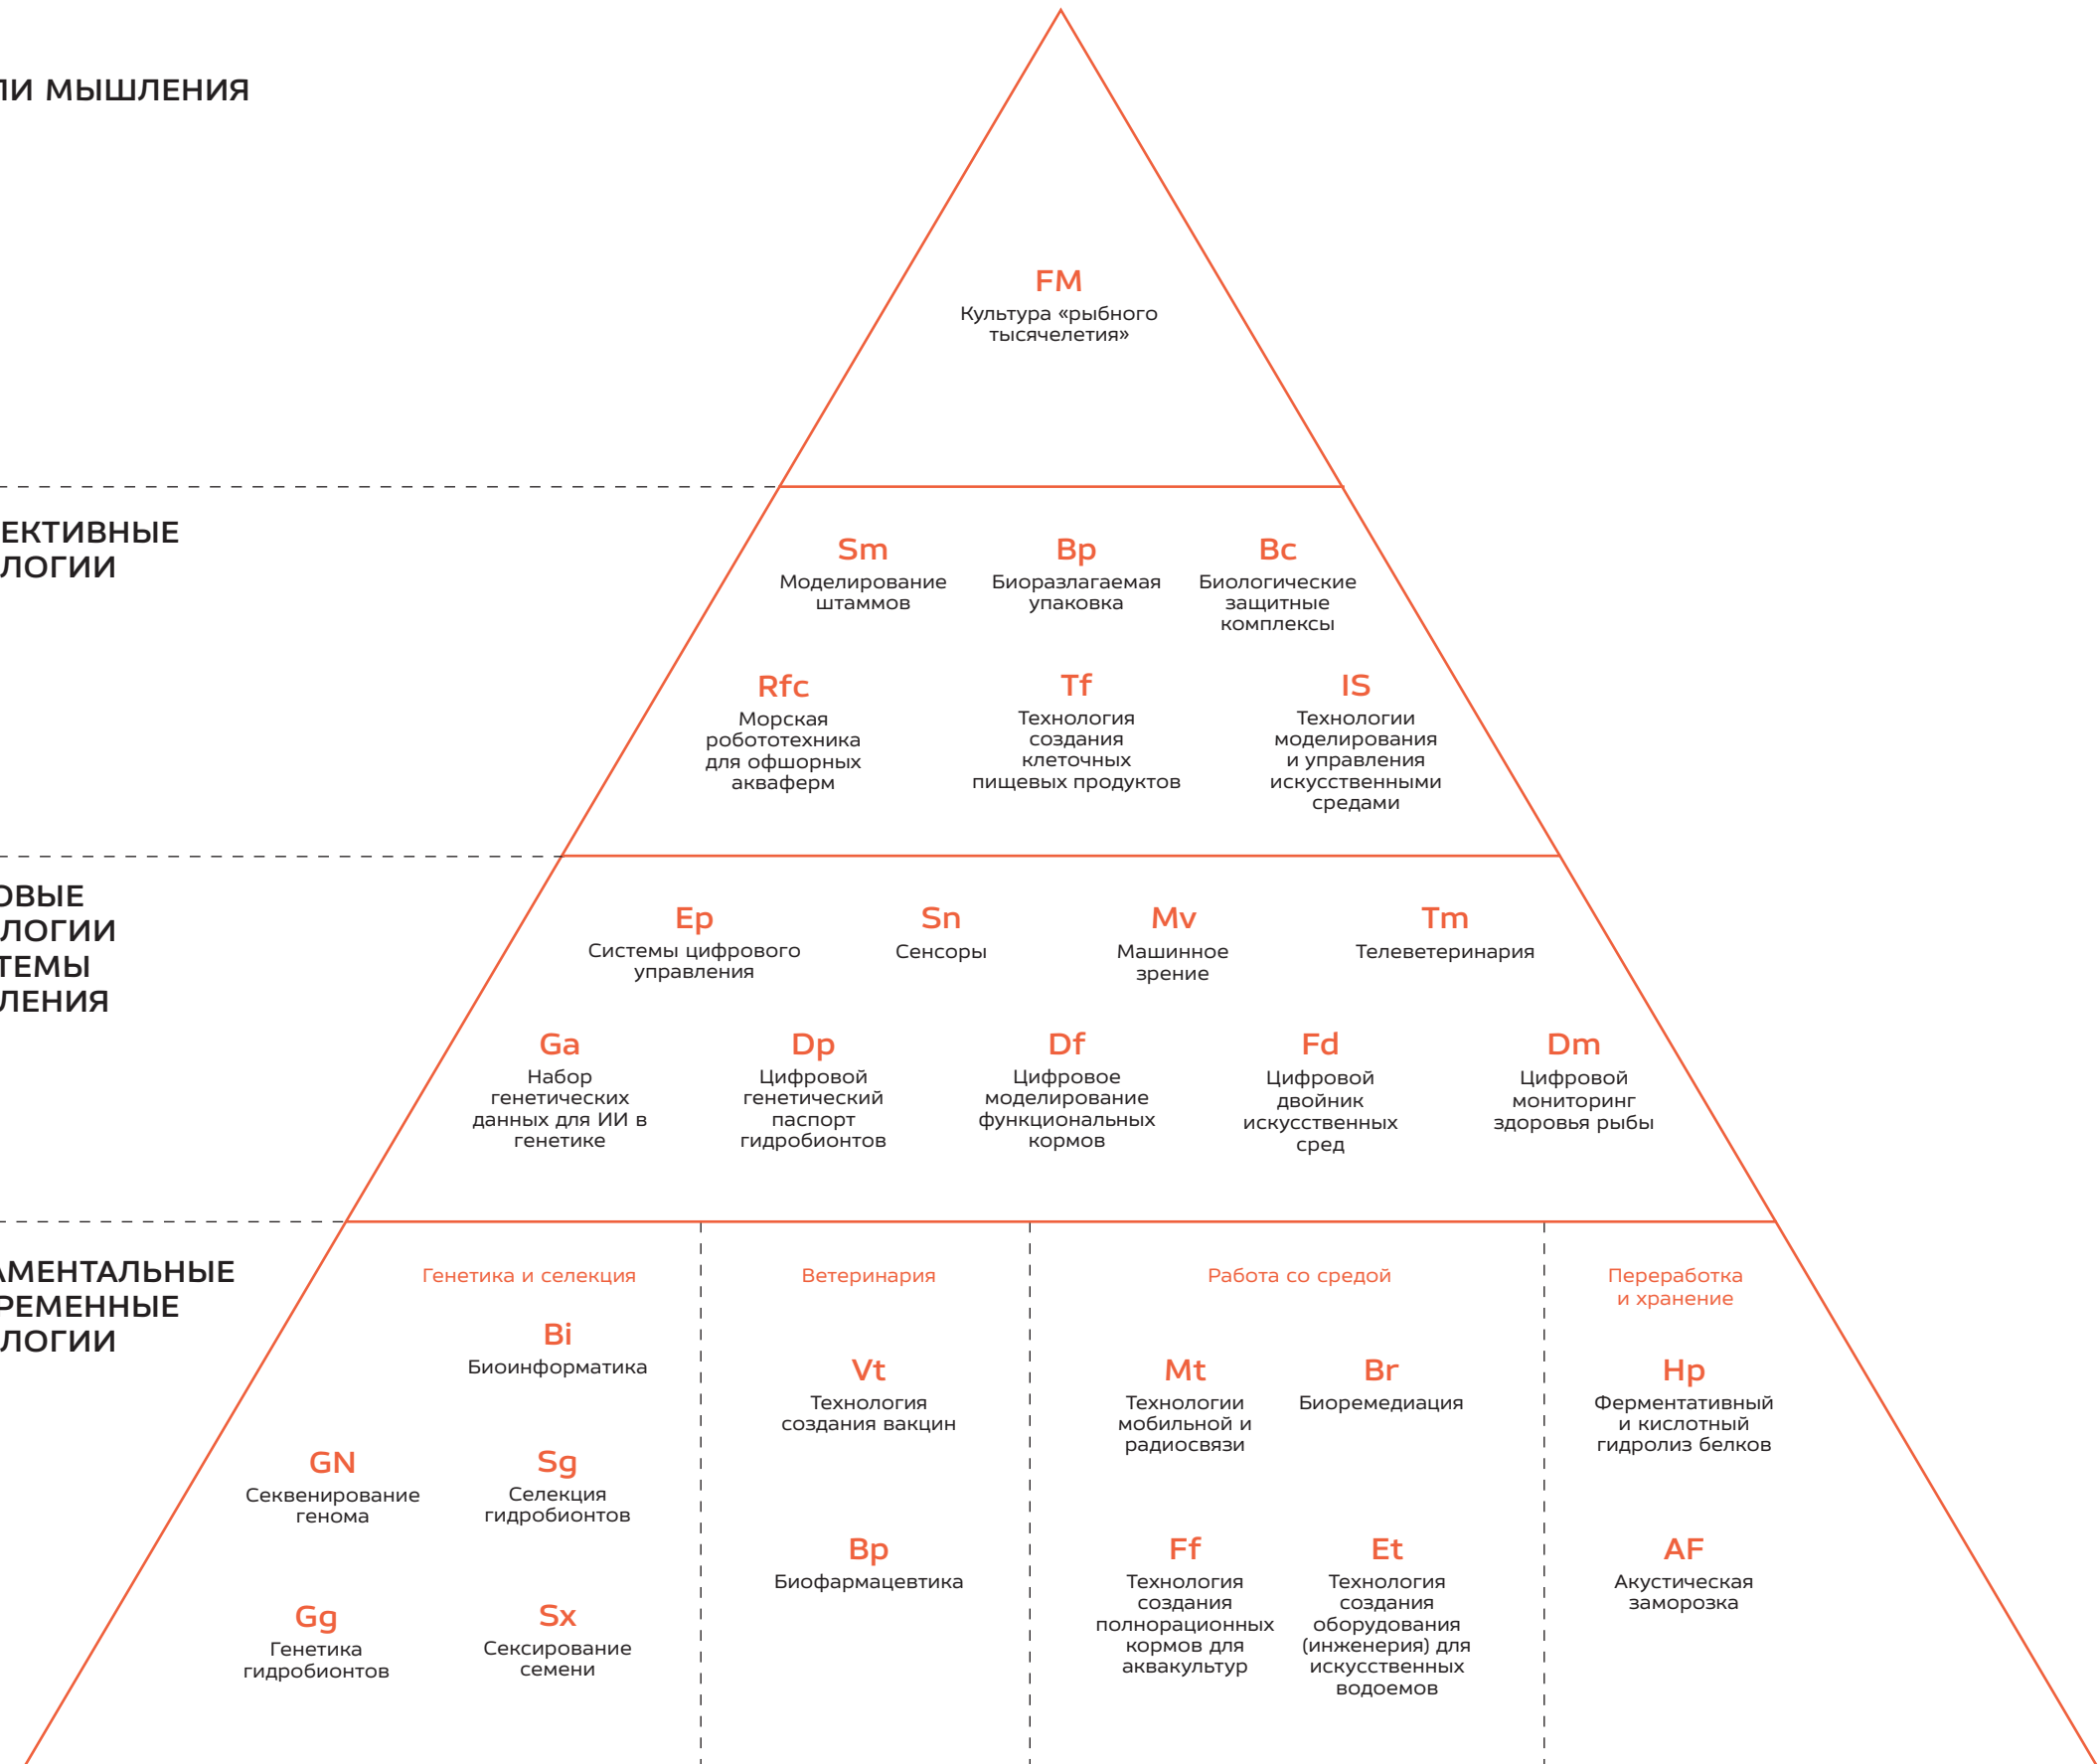 ЛИ МЫШЛЕНИЯ
FM
Культура «рыбного
тысячелетия»
ЕКТИВНЫЕ
ЛОГИИ
Sm
Моделирование
штаммов
Bp
Биоразлагаемая
упаковка
Bc
Биологические
защитные
комплексы
Rfc
Морская
робототехника
для офшорных
акваферм
Tf
Технология
создания
клеточных
пищевых продуктов
IS
Технологии
моделирования
и управления
искусственными
средами
ОВЫЕ
ЛОГИИ
ТЕМЫ
ЛЕНИЯ
Ep
Системы цифрового
управления
Sn
Сенсоры
Mv
Машинное
зрение
Tm
Телеветеринария
Ga
Набор
генетических
данных для ИИ в
генетике
Dp
Цифровой
генетический
паспорт
гидробионтов
Df
Цифровое
моделирование
функциональных
кормов
Fd
Цифровой
двойник
искусственных
сред
Dm
Цифровой
мониторинг
здоровья рыбы
АМЕНТАЛЬНЫЕ
РЕМЕННЫЕ
ЛОГИИ
Генетика и селекция
Bi
Биоинформатика
GN
Секвенирование
генома
Sg
Селекция
гидробионтов
Gg
Генетика
гидробионтов
Sx
Сексирование
семени
Ветеринария
Vt
Технология
создания вакцин
Bp
Биофармацевтика
Работа со средой
Mt
Технологии
мобильной и
радиосвязи
Br
Биоремедиация
Ff
Технология
создания
полнорационных
кормов для
аквакультур
Et
Технология
создания
оборудования
(инженерия) для
искусственных
водоемов
Переработка
и хранение
Hp
Ферментативный
и кислотный
гидролиз белков
AF
Акустическая
заморозка